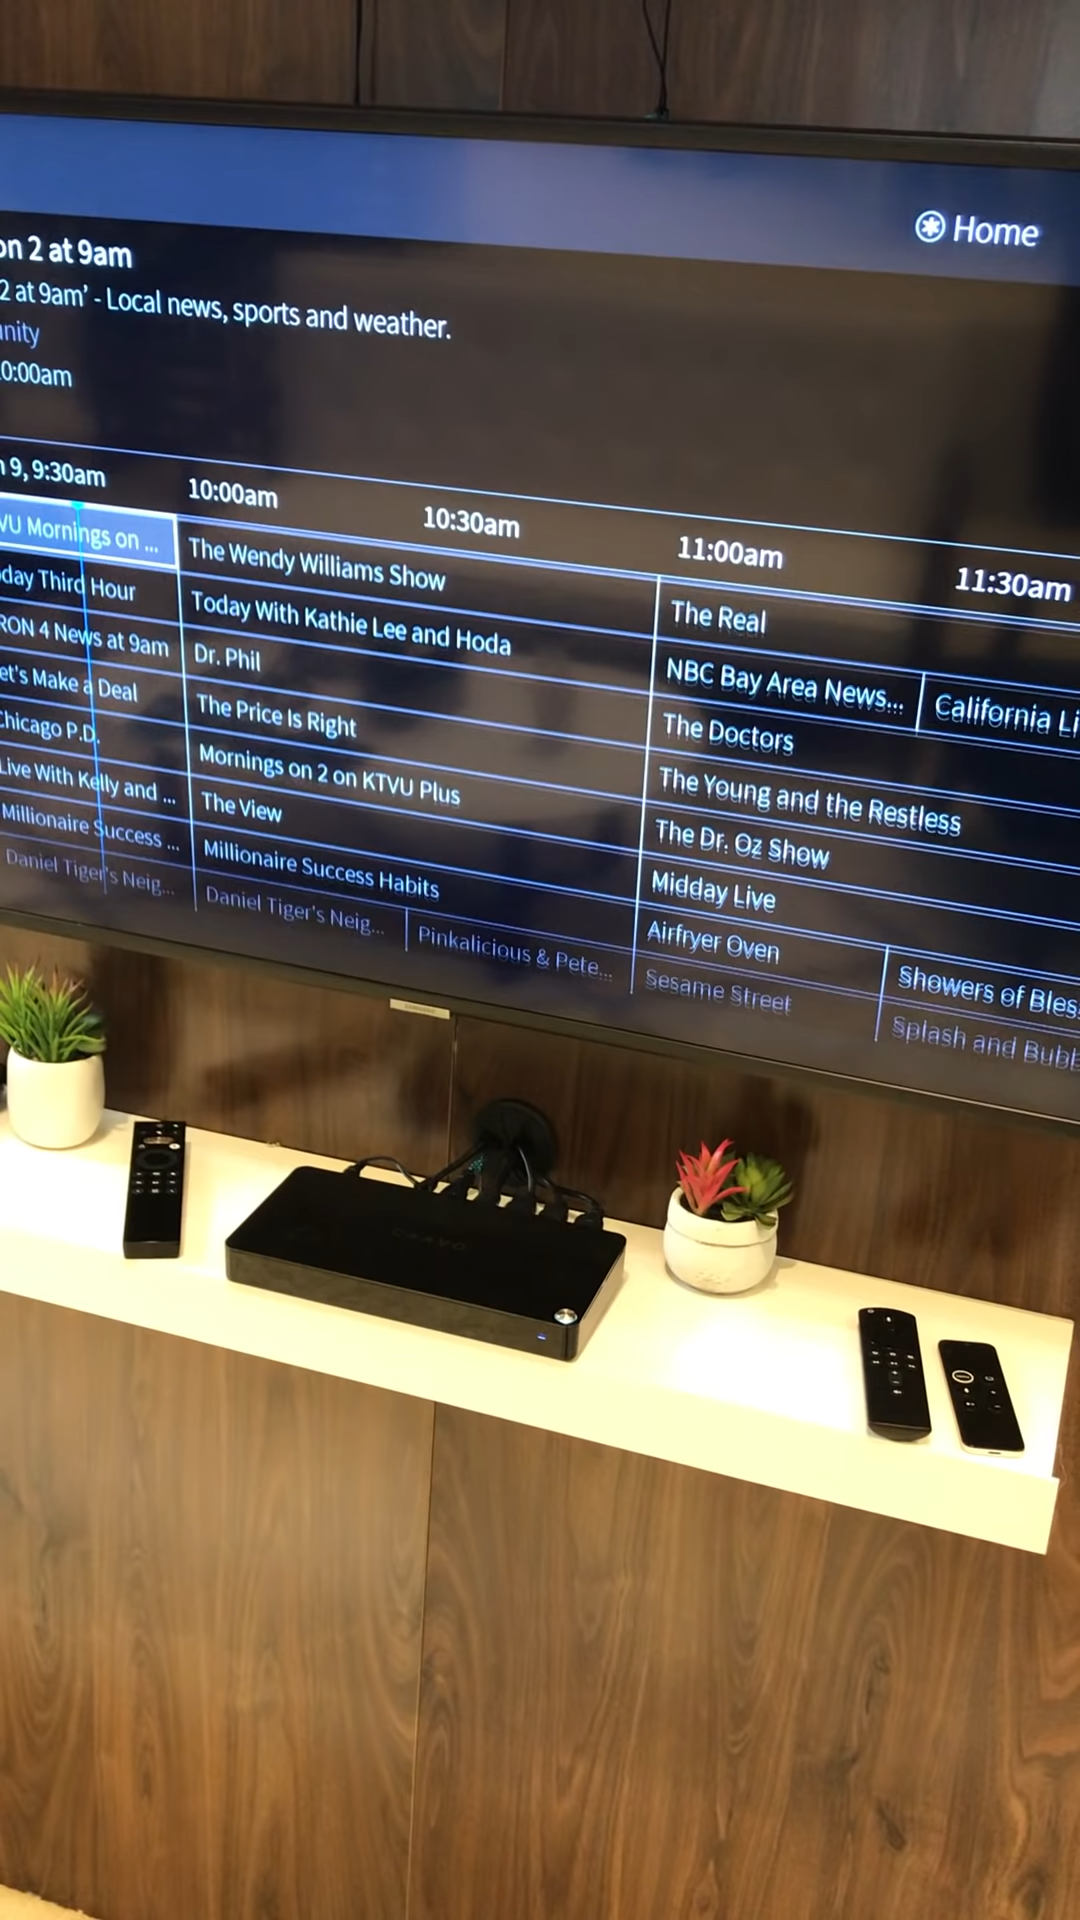 Home
on 2 at 9am
2 at 9am' - Local news, sports and weather.
nity
0:00am
9, 9:30am 10:00am 10:30am 11:00am 11:30am
VU Mornings on ... The Wendy Williams Show The Real
day Third Hour Today With Kathie Lee and Hoda NBC Bay Area News... California Li
RON 4 News at 9am Dr. Phil The Doctors
et's Make a Deal The Price Is Right The Young and the Restless
Chicago P.D. Mornings on 2 on KTVU Plus The Dr. Oz Show
Live With Kelly and ... The View Midday Live
Millionaire Success ... Millionaire Success Habits Airfryer Oven Showers of Bles
Daniel Tiger's Neig... Daniel Tiger's Neig... Pinkalicious & Pete... Sesame Street Splash and Bubb
SAMSUNG
CAAVO